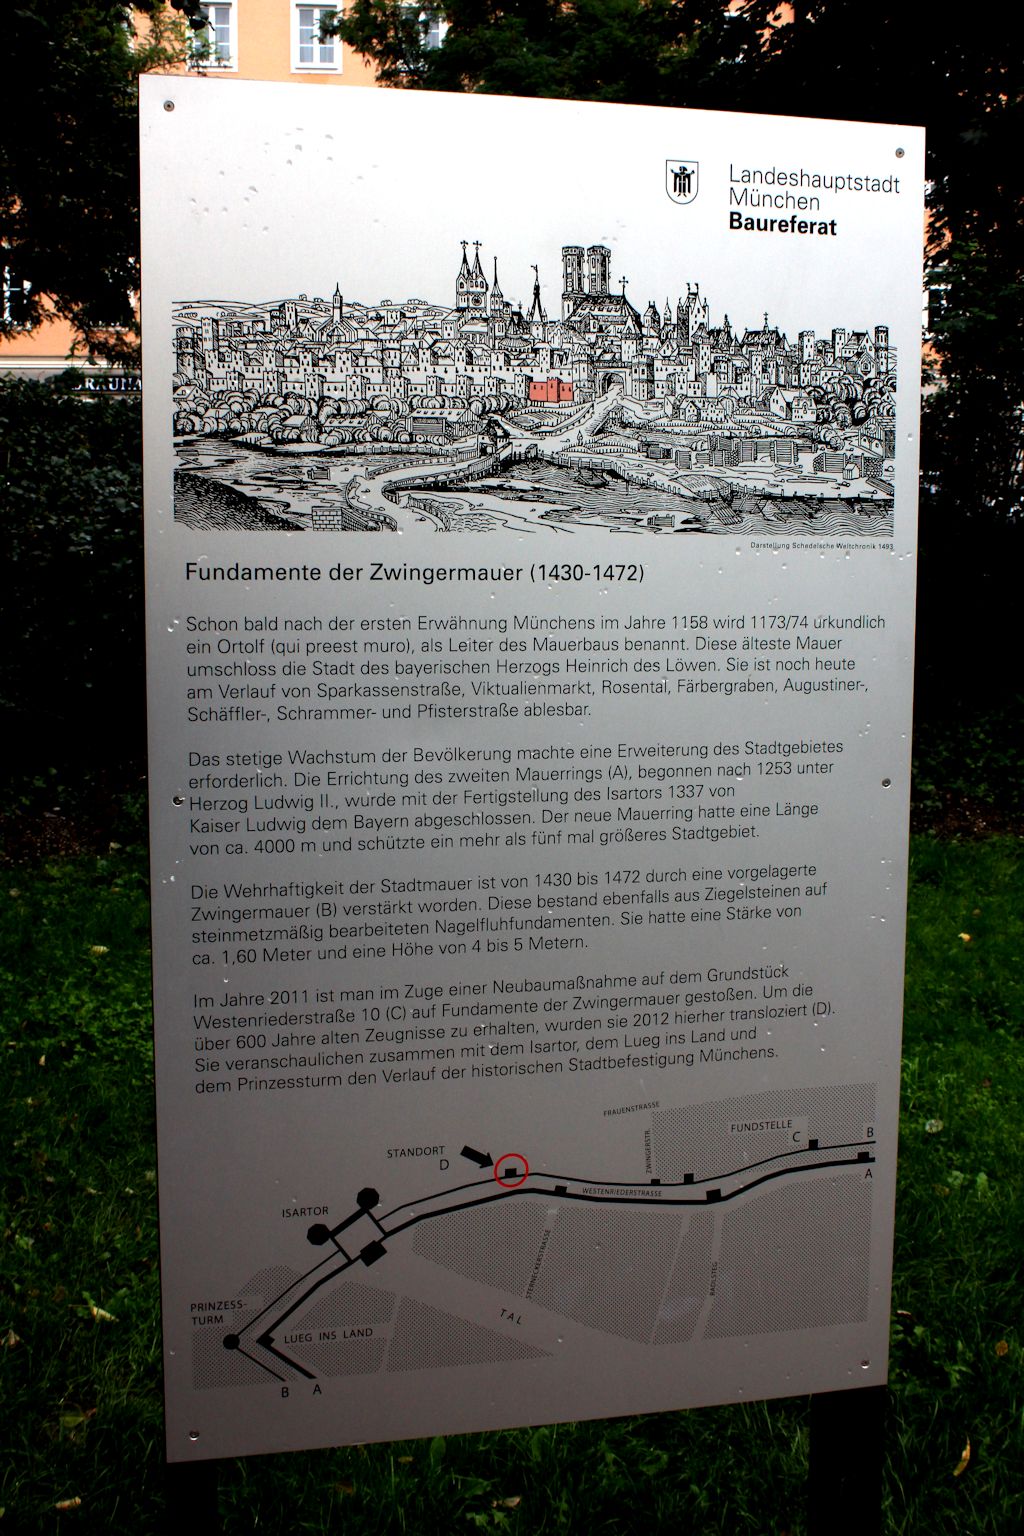 Landeshauptstadt
München
Baureferat
BRAUHA
Darstellung Schedelsche Weltchronik 1493
Fundamente der Zwingermauer (1430-1472)
Schon bald nach der ersten Erwähnung Münchens im Jahre 1158 wird 1173/74 urkundlich
ein Ortolf (qui preest muro), als Leiter des Mauerbaus benannt. Diese älteste Mauer
umschloss die Stadt des bayerischen Herzogs Heinrich des Löwen. Sie ist noch heute
am Verlauf von Sparkassenstraße, Viktualienmarkt, Rosental, Färbergraben, Augustiner-,
Schäffler-, Schrammer- und Pfisterstraße ablesbar.
Das stetige Wachstum der Bevölkerung machte eine Erweiterung des Stadtgebietes
erforderlich. Die Errichtung des zweiten Mauerrings (A), begonnen nach 1253 unter
Herzog Ludwig II., wurde mit der Fertigstellung des Isartors 1337 von
Kaiser Ludwig dem Bayern abgeschlossen. Der neue Mauerring hatte eine Länge
von ca. 4000 m und schützte ein mehr als fünf mal größeres Stadtgebiet.
Die Wehrhaftigkeit der Stadtmauer ist von 1430 bis 1472 durch eine vorgelagerte
Zwingermauer (B) verstärkt worden. Diese bestand ebenfalls aus Ziegelsteinen auf
steinmetzmäßig bearbeiteten Nagelfluhfundamenten. Sie hatte eine Stärke von
ca. 1,60 Meter und eine Höhe von 4 bis 5 Metern.
Im Jahre 2011 ist man im Zuge einer Neubaumaßnahme auf dem Grundstück
Westenriederstraße 10 (C) auf Fundamente der Zwingermauer gestoßen. Um die
über 600 Jahre alten Zeugnisse zu erhalten, wurden sie 2012 hierher transloziert (D).
Sie veranschaulichen zusammen mit dem Isartor, dem Lueg ins Land und
dem Prinzessturm den Verlauf der historischen Stadtbefestigung Münchens.
FRAUENSTRASSE
ZWINGERSTR.
FUNDSTELLE
C
B
A
STANDORT
D
WESTENRIEDERSTRASSE
ISARTOR
STERNECKERSTRASSE
RADLSTEG
PRINZESS-
TURM
TAL
LUEG INS LAND
B
A